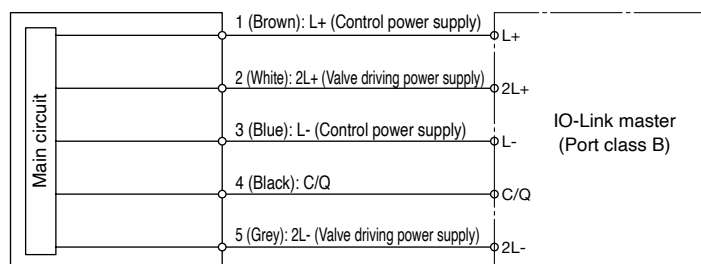 Main circuit
1 (Brown): L+ (Control power supply)
L+
2 (White): 2L+ (Valve driving power supply)
2L+
3 (Blue): L- (Control power supply)
L-
4 (Black): C/Q
C/Q
5 (Grey): 2L- (Valve driving power supply)
2L-
IO-Link master
(Port class B)